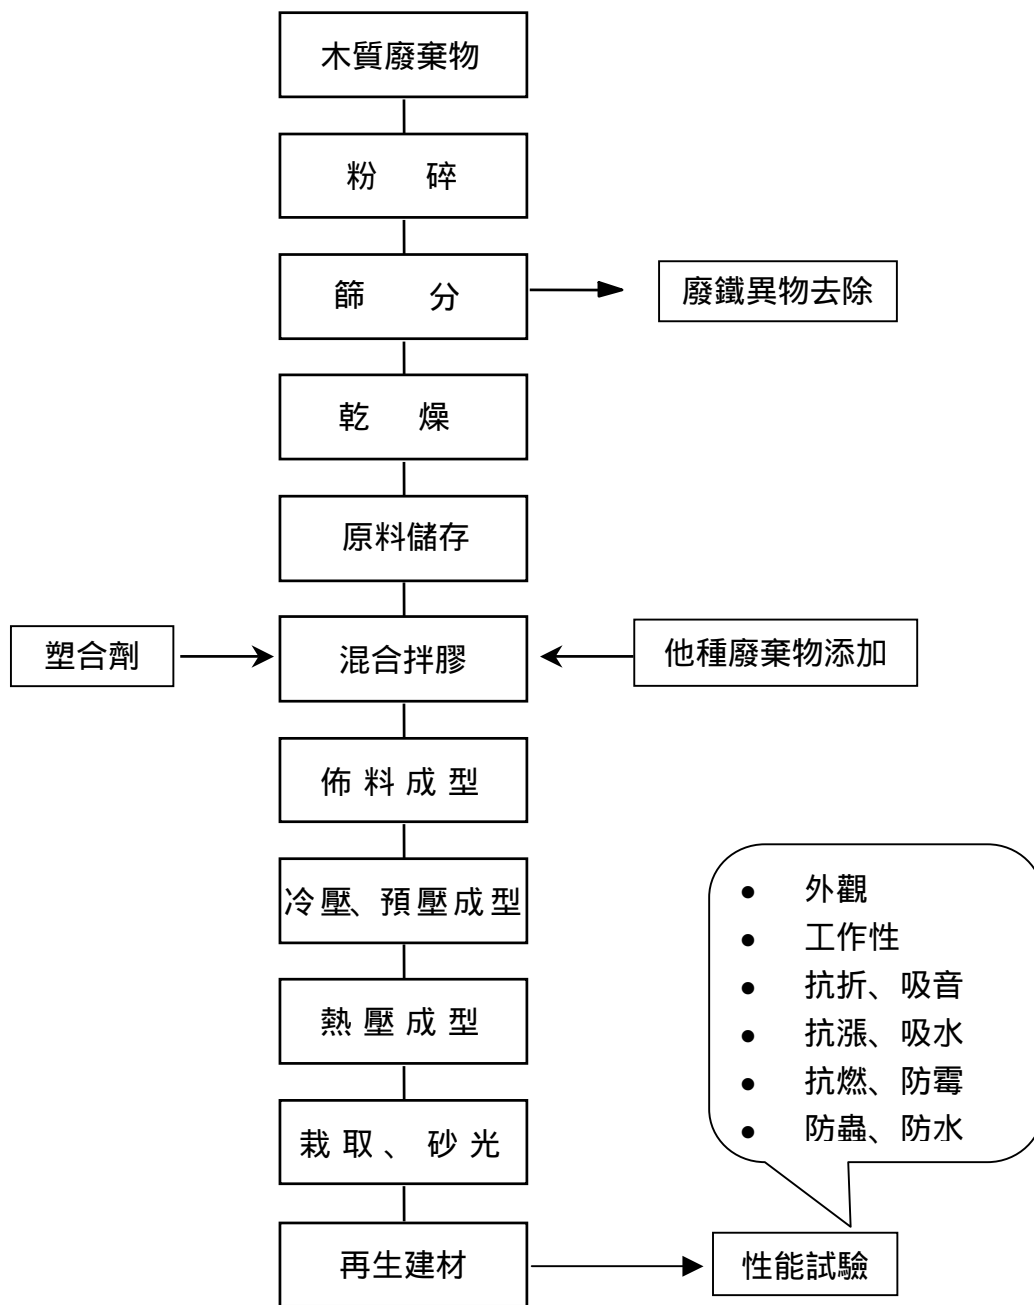 木質廢棄物
粉 碎
篩 分
廢鐵異物去除
乾 燥
原料儲存
塑合劑
混合拌膠
他種廢棄物添加
佈料成型
冷壓、預壓成型
熱壓成型
栽取、砂光
再生建材
性能試驗
• 外觀
• 工作性
• 抗折、吸音
• 抗漲、吸水
• 抗燃、防霉
• 防蟲、防水